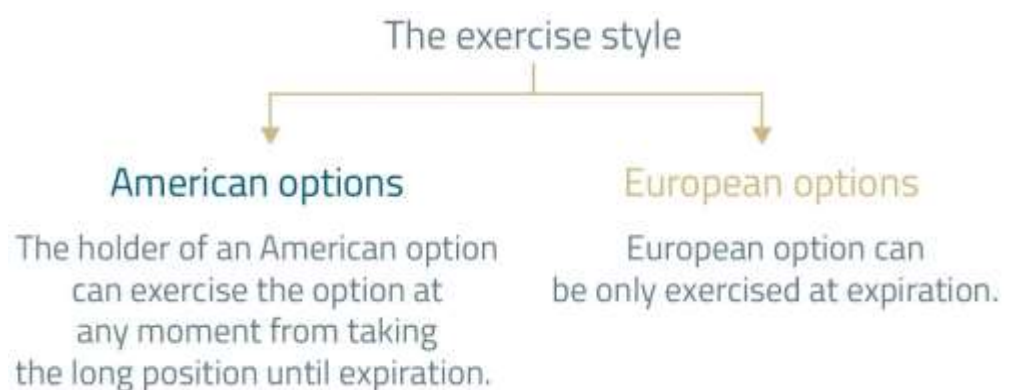 The exercise style
American options
The holder of an American option
can exercise the option at
any moment from taking
the long position until expiration.
European options
European option can
be only exercised at expiration.